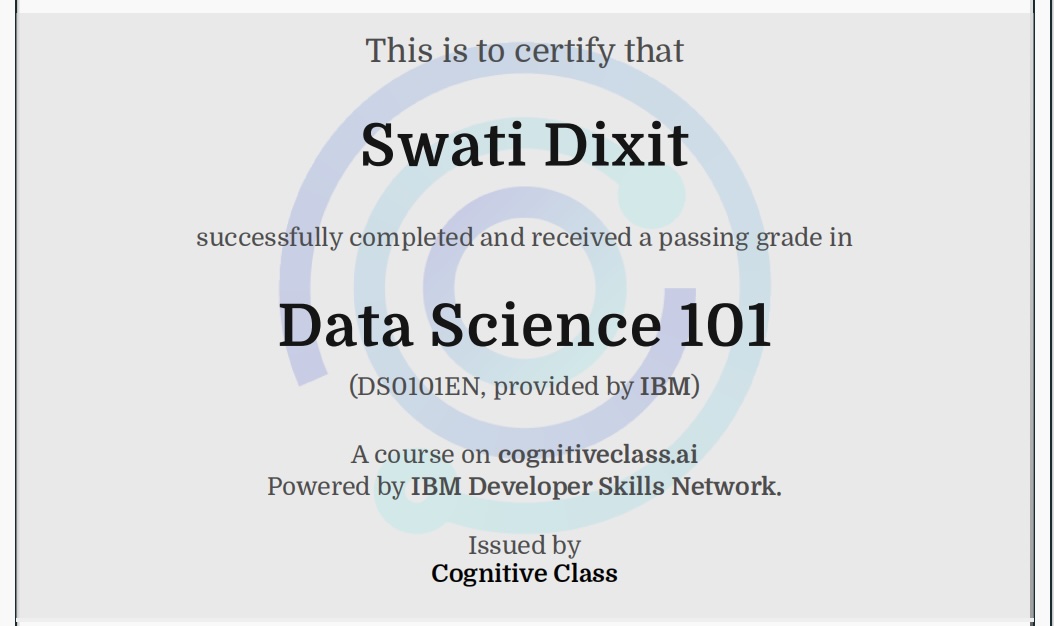 This is to certify that
Swati Dixit
successfully completed and received a passing grade in
Data Science 101
(DS0101EN, provided by IBM)
A course on cognitiveclass.ai
Powered by IBM Developer Skills Network.
Issued by
Cognitive Class